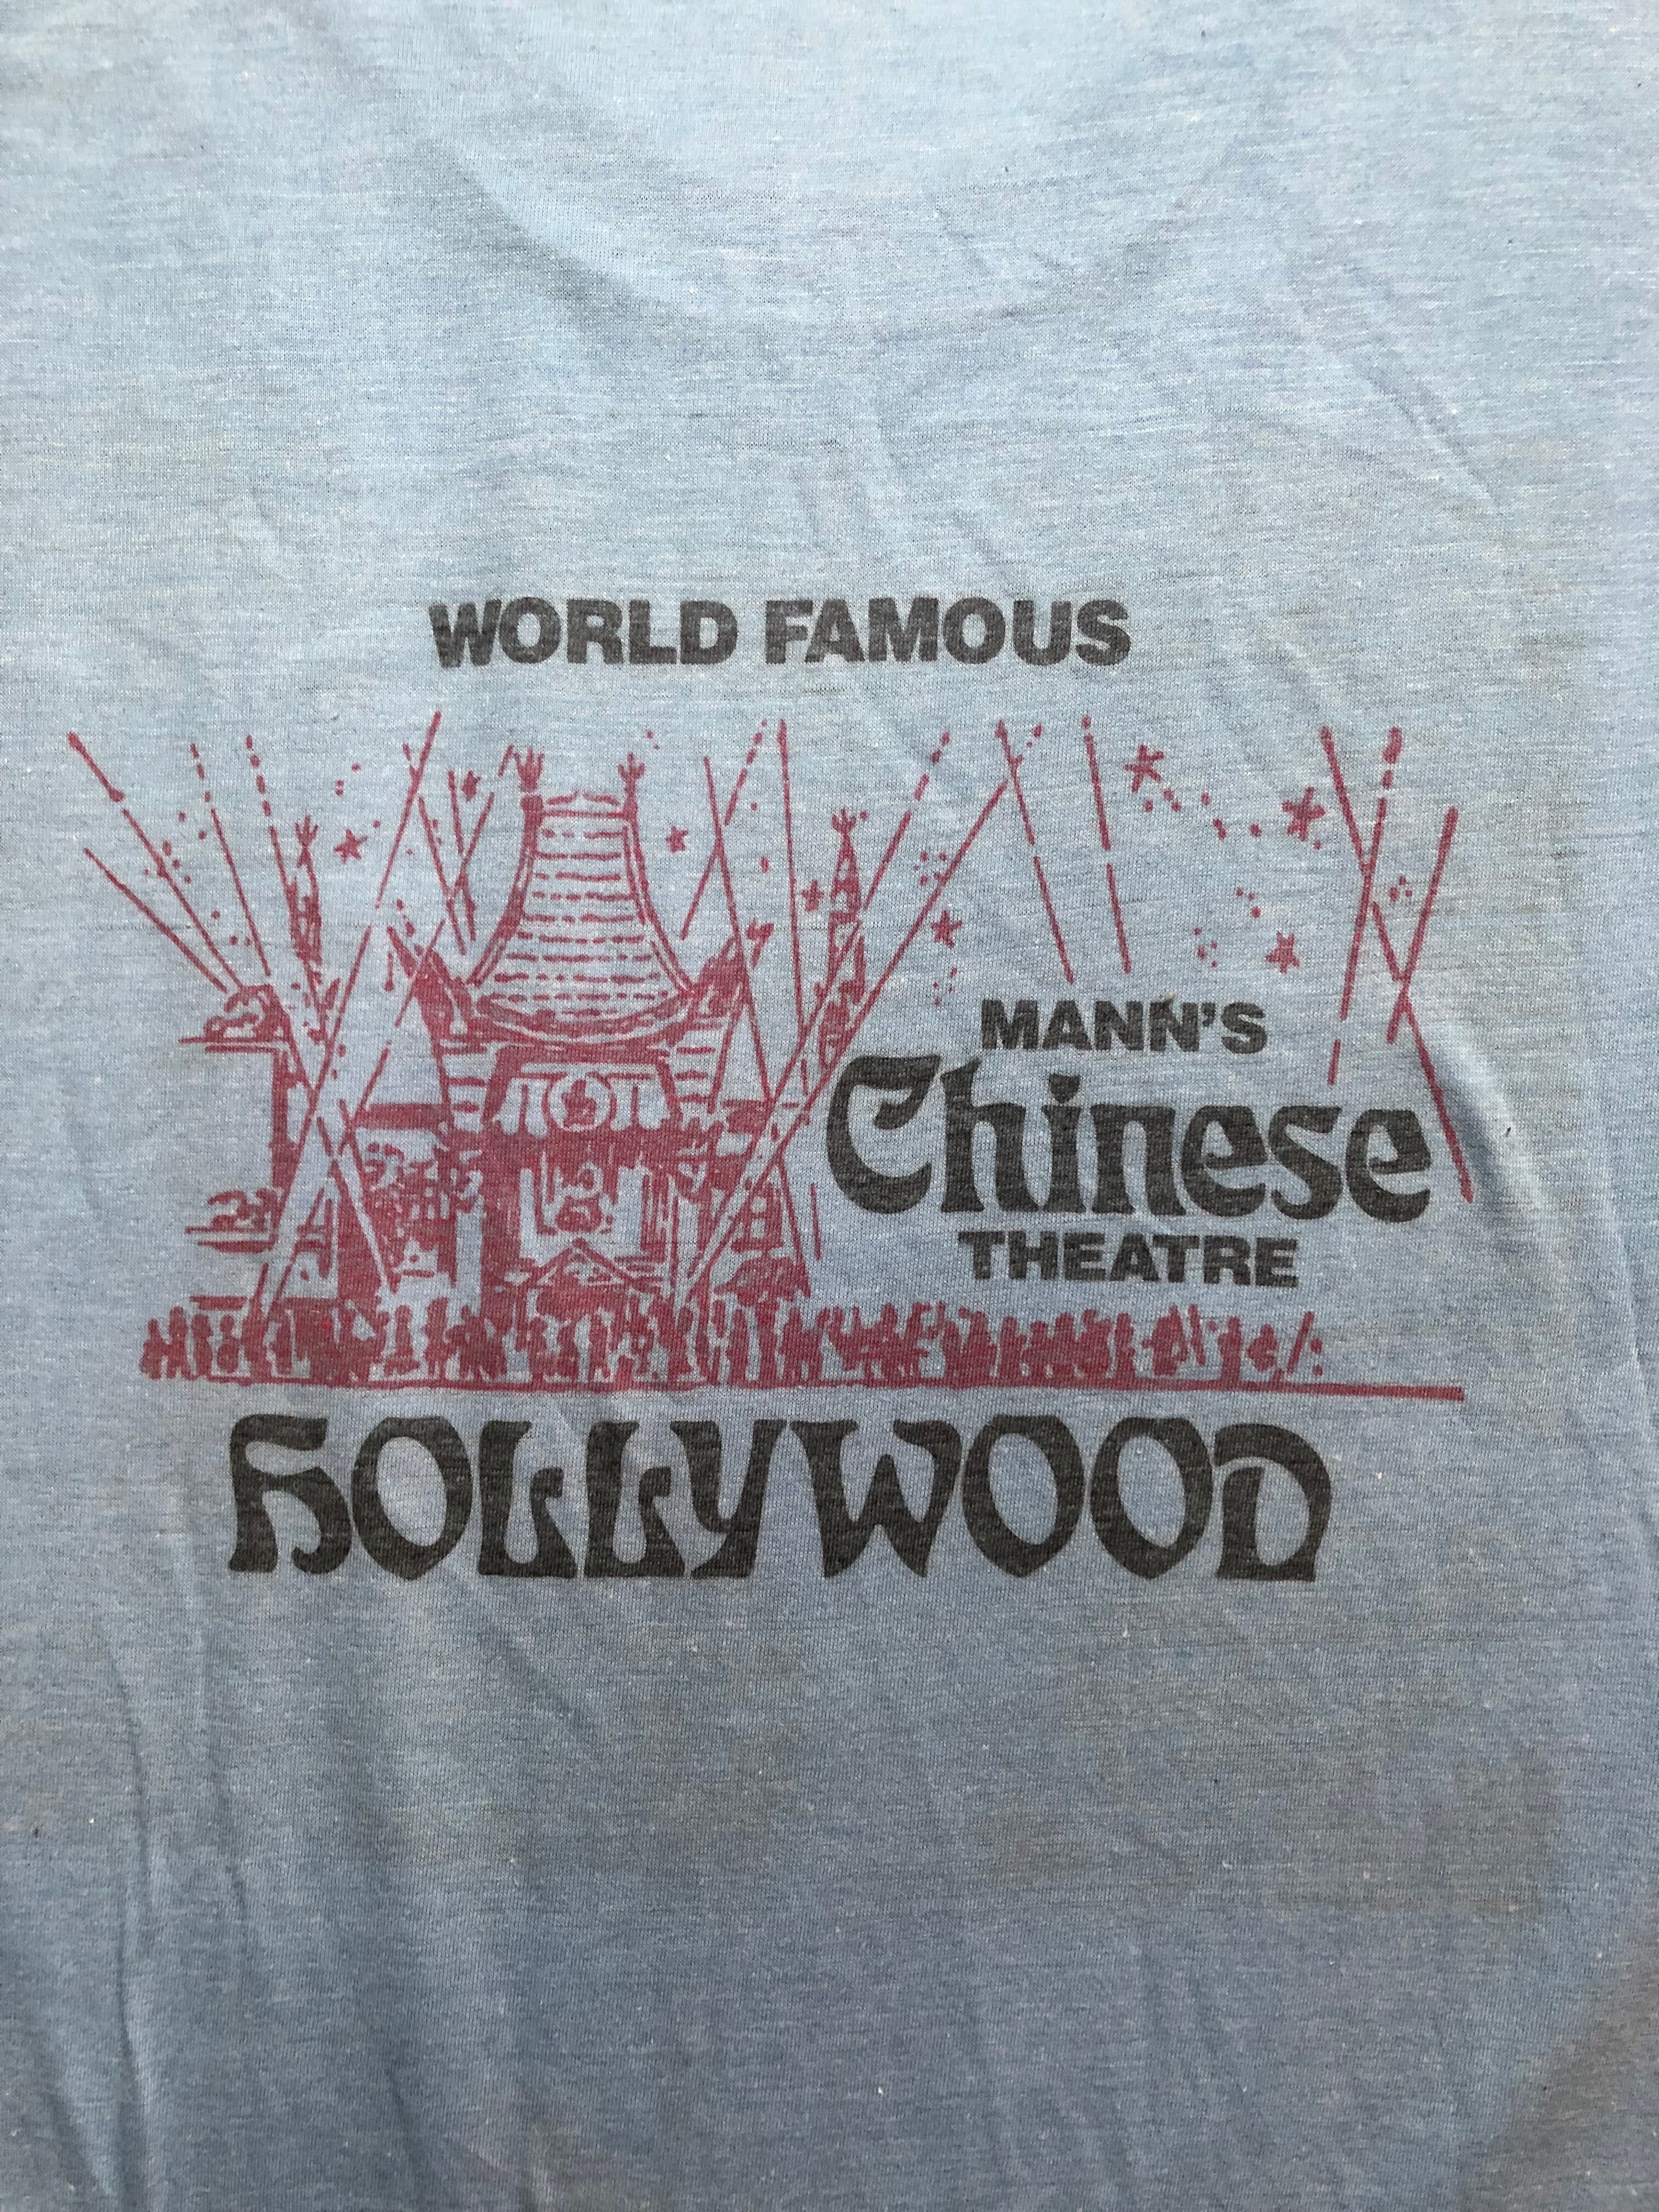 WORLD FAMOUS
MANN'S
Chinese
THEATRE
HOLLYWOOD